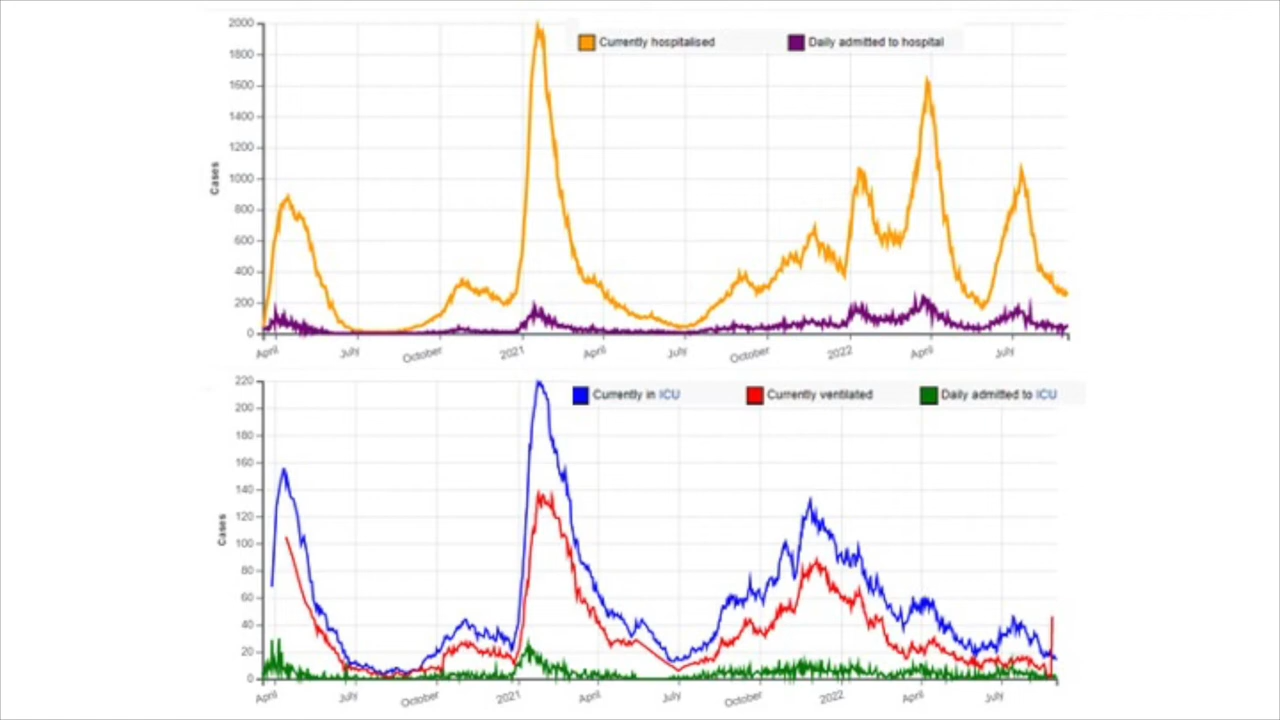 2000
Currently hospitalised
Daily admitted to hospital
1800
1600
1400
1200
Cases
1000
800
600
400
200
0
April
July
October
2021
April
July
October
2022
April
July
220
Currently in ICU
Currently ventilated
Daily admitted to ICU
200
180
160
140
120
Cases
100
80
60
40
20
0
April
July
October
2021
April
July
October
2022
April
July